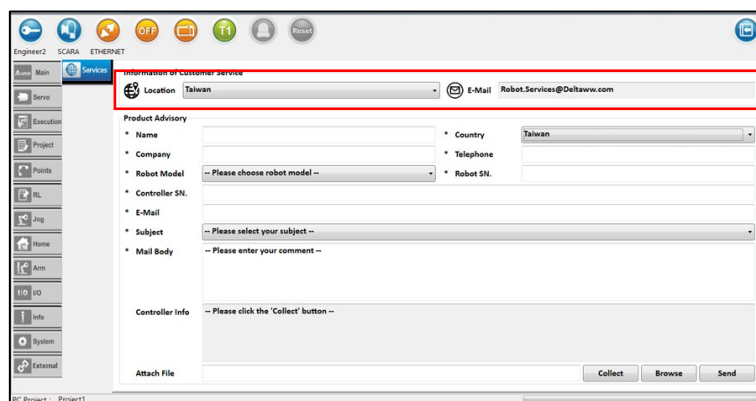 OFF T1 Reset
Engineer2 SCARA ETHERNET
Main
Services
Servo
Execution
Project
Points
RL
Jog
Home
Arm
I/O I/O
Info
System
External
Information of Customer Service
Location Taiwan E-Mail Robot.Services@Deltaww.com
Product Advisory
* Name * Country Taiwan
* Company * Telephone
* Robot Model -- Please choose robot model -- * Robot SN.
* Controller SN.
* E-Mail
* Subject -- Please select your subject --
* Mail Body -- Please enter your comment --
Controller Info -- Please click the 'Collect' button --
Attach File Collect Browse Send
PC Project : Project1